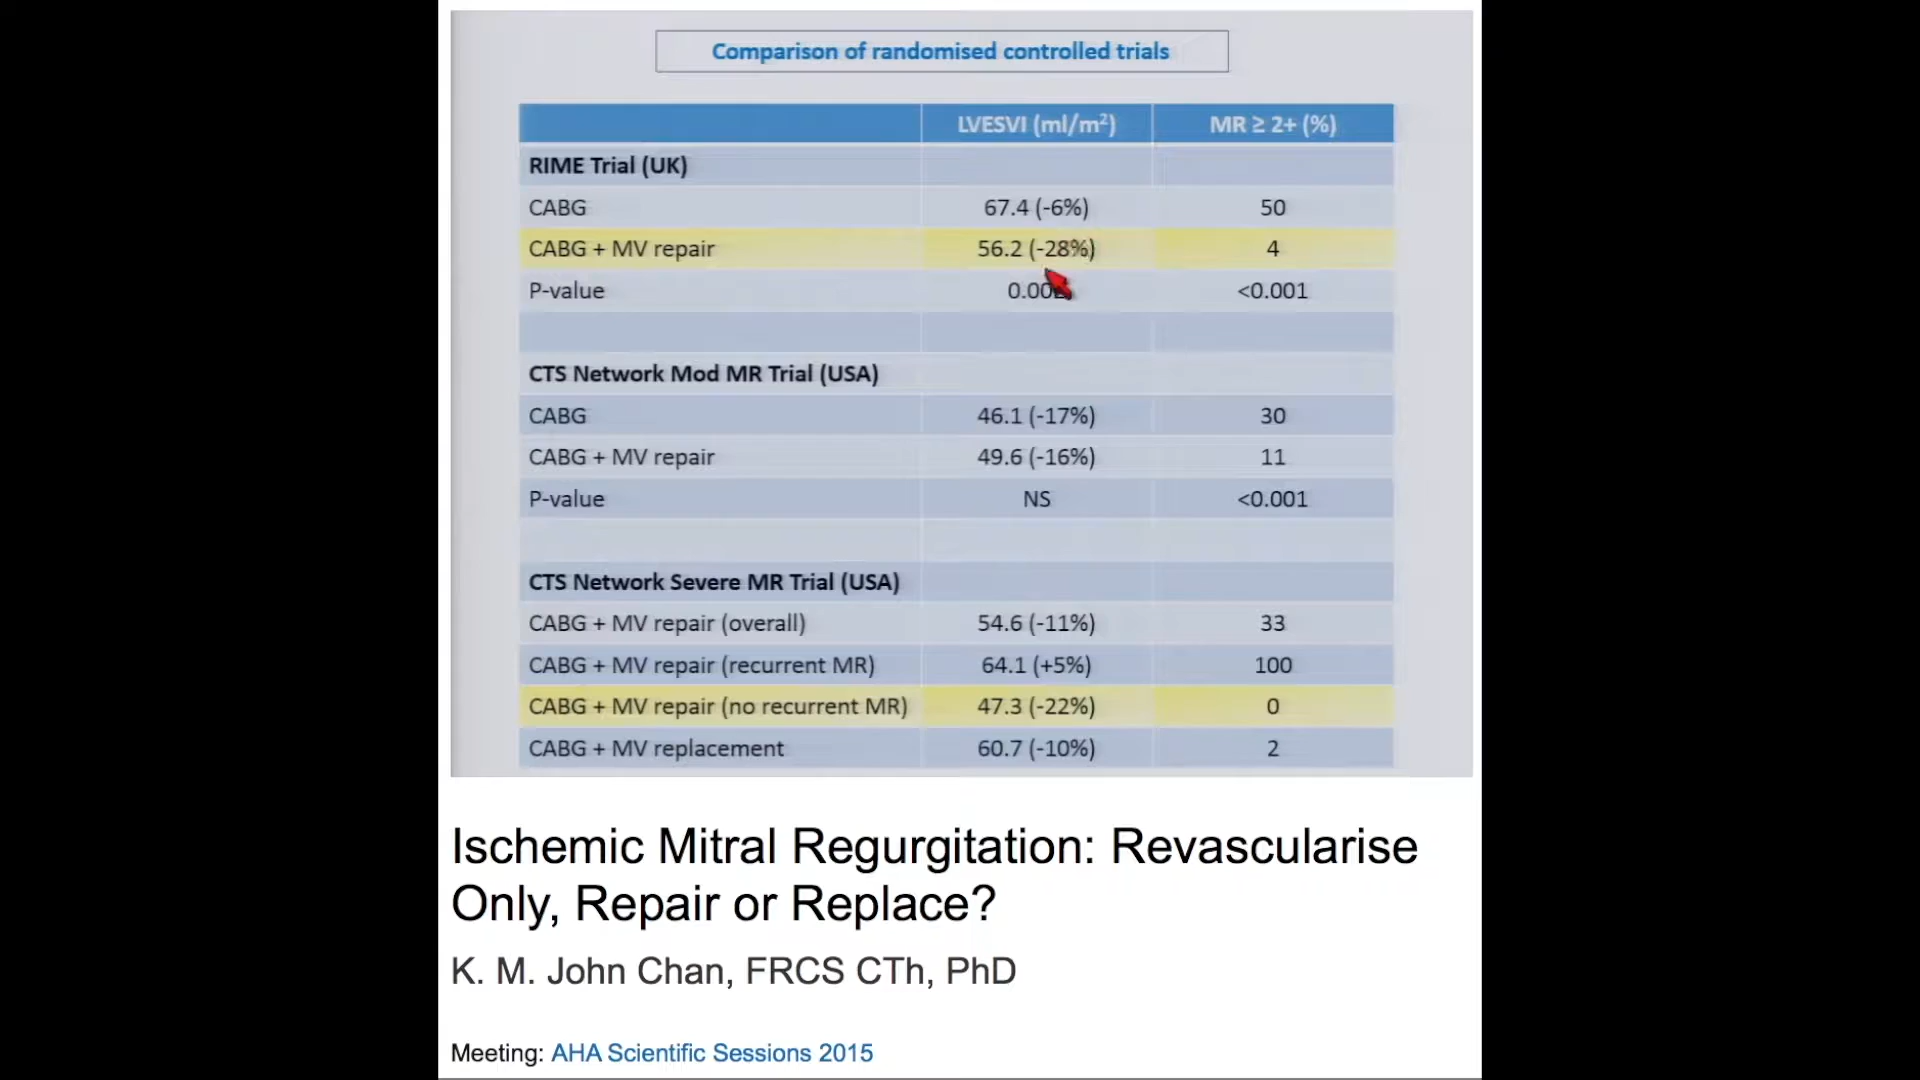 Comparison of randomised controlled trials
LVESVI (ml/m²) MR ≥ 2+ (%)
RIME Trial (UK)
CABG 67.4 (-6%) 50
CABG + MV repair 56.2 (-28%) 4
P-value <0.001
CTS Network Mod MR Trial (USA)
CABG 46.1 (-17%) 30
CABG + MV repair 49.6 (-16%) 11
P-value NS <0.001
CTS Network Severe MR Trial (USA)
CABG + MV repair (overall) 54.6 (-11%) 33
CABG + MV repair (recurrent MR) 64.1 (+5%) 100
CABG + MV repair (no recurrent MR) 47.3 (-22%) 0
CABG + MV replacement 60.7 (-10%) 2
Ischemic Mitral Regurgitation: Revascularise
Only, Repair or Replace?
K. M. John Chan, FRCS CTh, PhD
Meeting: AHA Scientific Sessions 2015